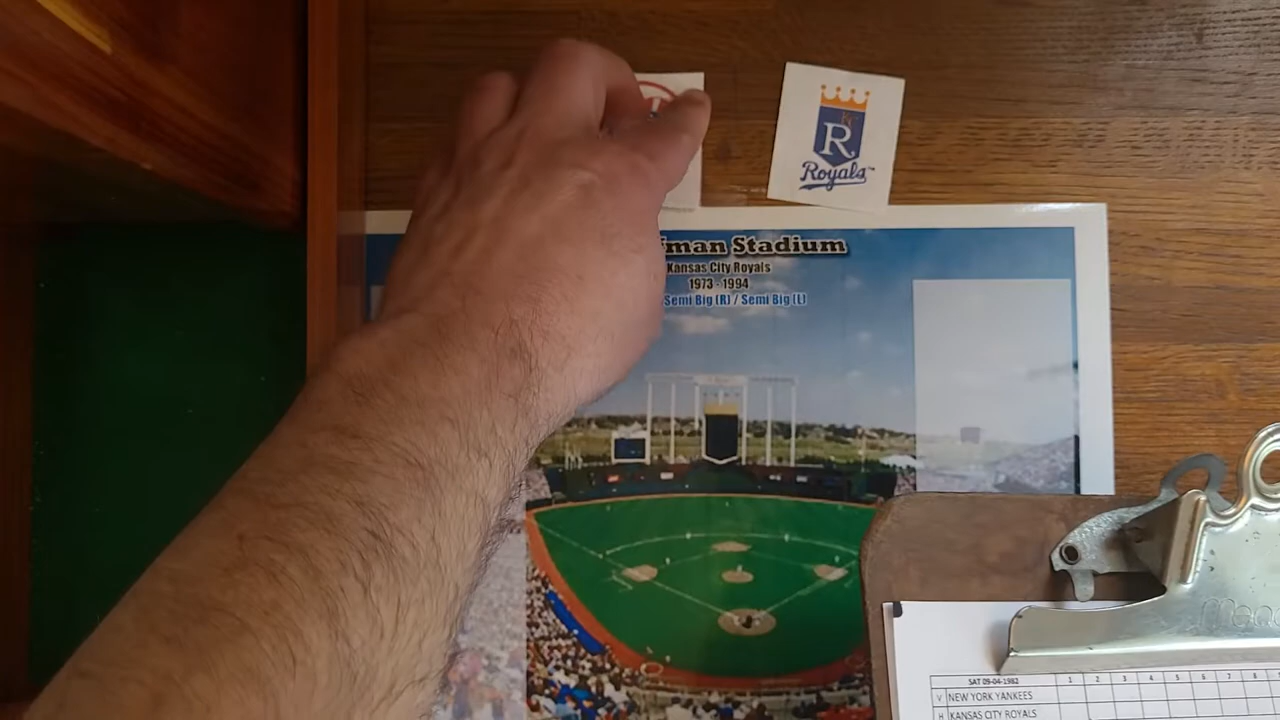 KC
R
Royals™
man Stadium
Kansas City Royals
1973 - 1994
Semi Big (R) / Semi Big (L)
SAT 09-04-1982 1 2 3 4 5 6 7 8
V NEW YORK YANKEES
H KANSAS CITY ROYALS